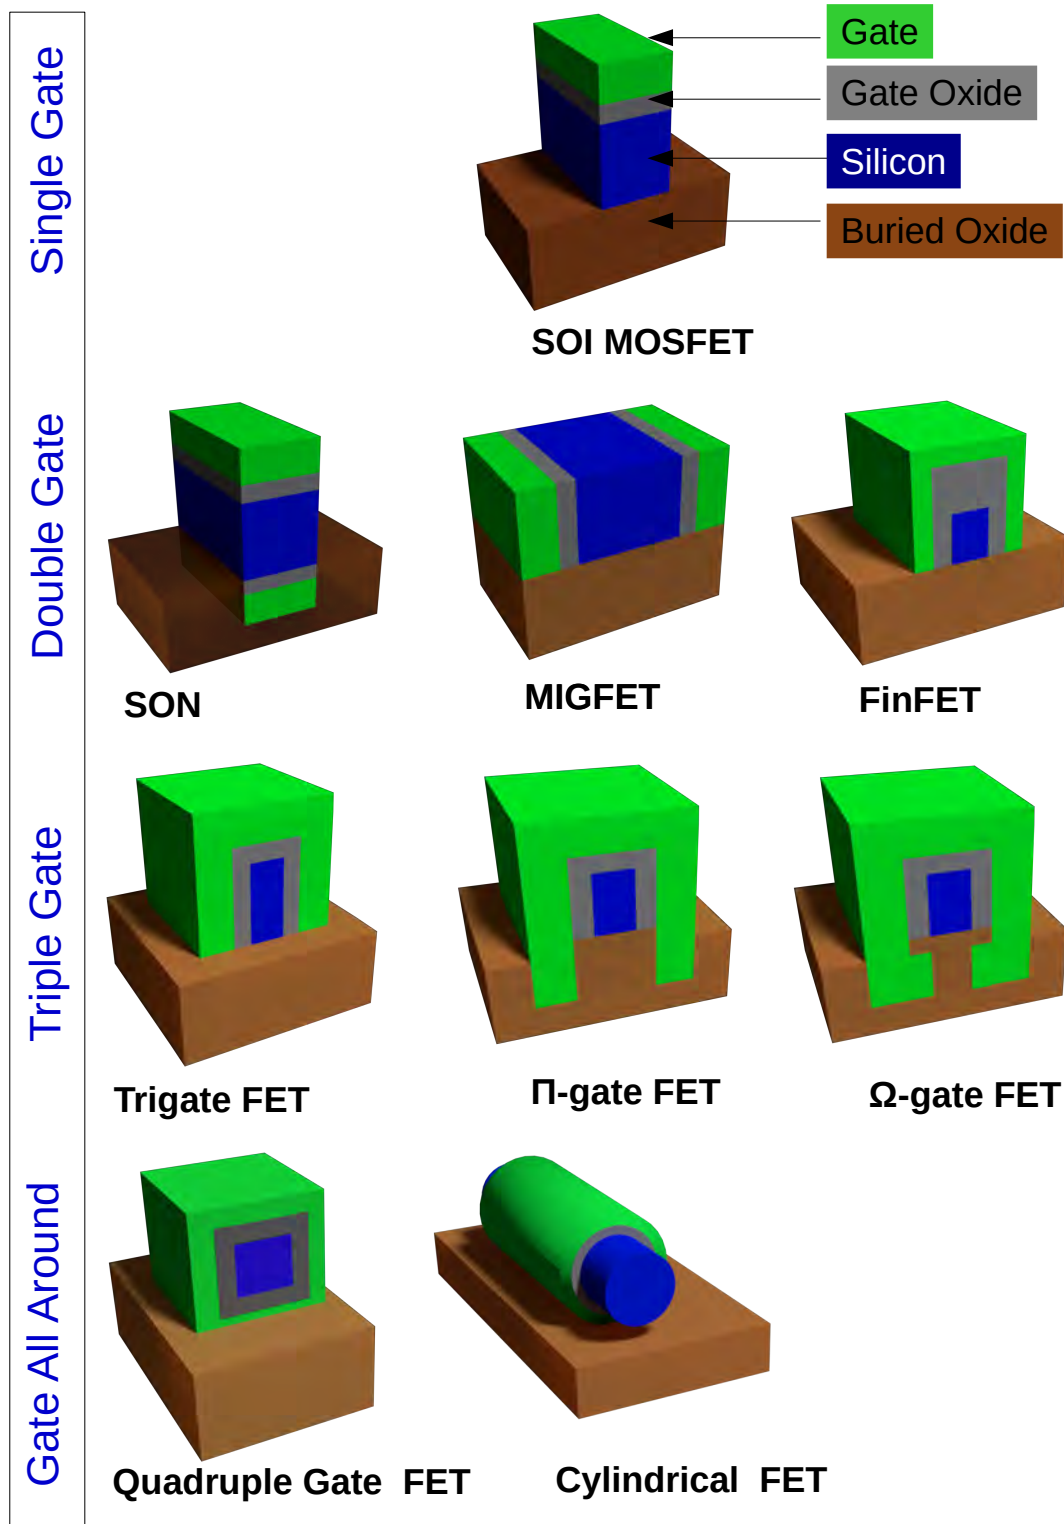 Single Gate
Gate
Gate Oxide
Silicon
Buried Oxide
SOI MOSFET
Double Gate
SON
MIGFET
FinFET
Triple Gate
Trigate FET
Π-gate FET
Ω-gate FET
Gate All Around
Quadruple Gate FET
Cylindrical FET